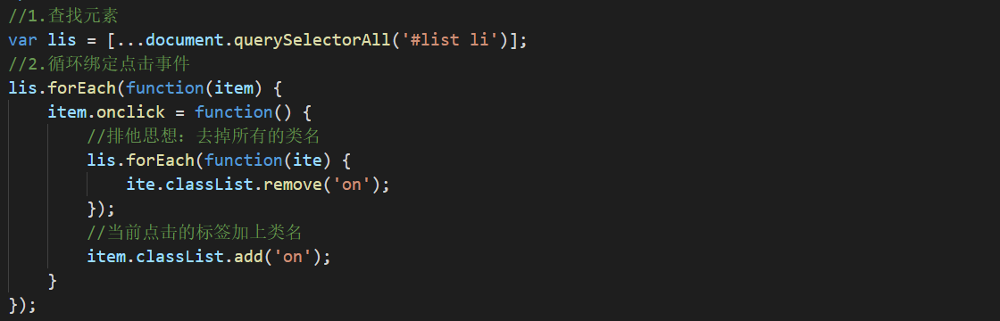 //1.查找元素
var lis = [...document.querySelectorAll('#list li')];
//2.循环绑定点击事件
lis.forEach(function(item) {
    item.onclick = function() {
        //排他思想：去掉所有的类名
        lis.forEach(function(ite) {
            ite.classList.remove('on');
        });
        //当前点击的标签加上类名
        item.classList.add('on');
    }
});